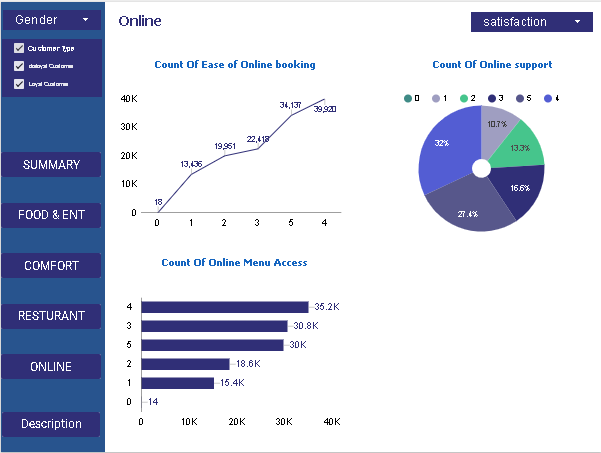 Gender
Customer Type
disloyal Customer
Loyal Customer
SUMMARY
FOOD & ENT
COMFORT
RESTURANT
ONLINE
Description
Online
satisfaction
Count Of Ease of Online booking
40K
30K
20K
10K
0
18
13,436
19,951
22,418
34,137
39,920
0 1 2 3 5 4
Count Of Online support
0 1 2 3 5 4
10.7%
13.3%
16.6%
27.4%
32%
Count Of Online Menu Access
4 35.2K
3 30.8K
5 30K
2 18.6K
1 15.4K
0 14
0 10K 20K 30K 40K